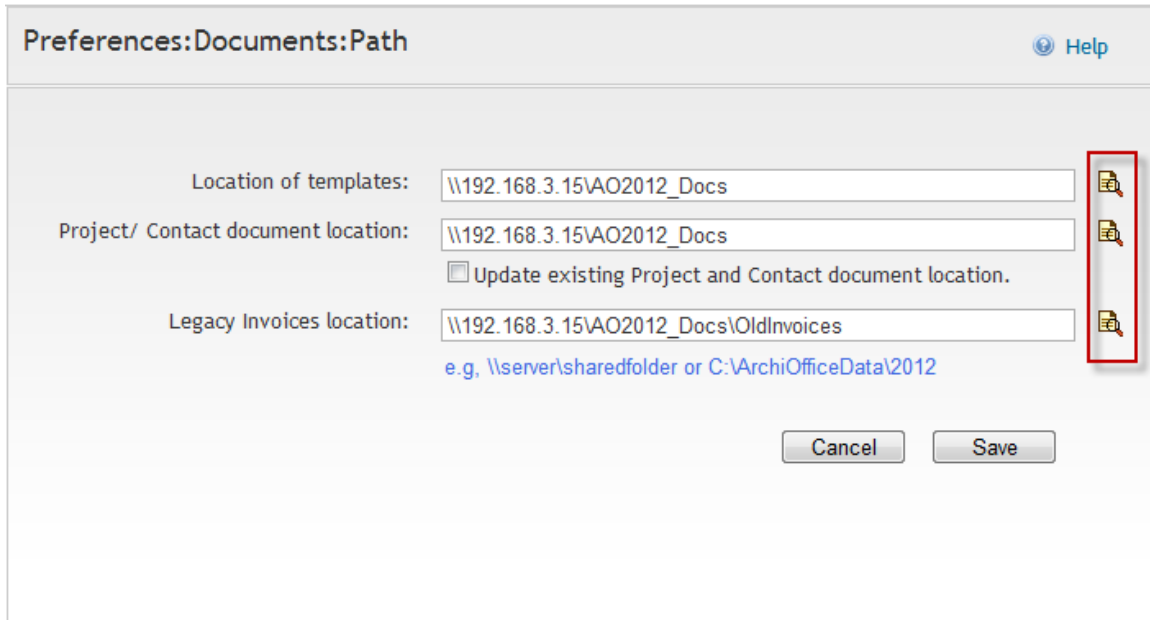 Preferences:Documents:Path
Help
Location of templates: \\192.168.3.15\AO2012_Docs
Project/ Contact document location: \\192.168.3.15\AO2012_Docs
Update existing Project and Contact document location.
Legacy Invoices location: \\192.168.3.15\AO2012_Docs\OldInvoices
e.g, \\server\sharedfolder or C:\ArchiOfficeData\2012
Cancel Save